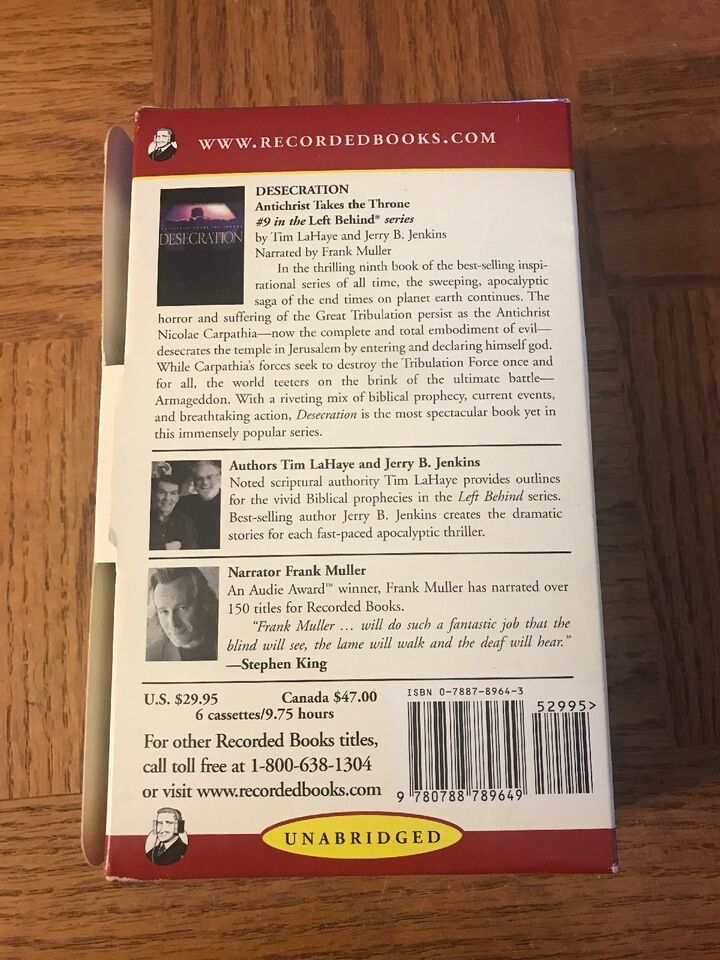 WWW.RECORDEDBOOKS.COM
DESECRATION
DESECRATION
Antichrist Takes the Throne
#9 in the Left Behind® series
by Tim LaHaye and Jerry B. Jenkins
Narrated by Frank Muller
In the thrilling ninth book of the best-selling inspi-
rational series of all time, the sweeping, apocalyptic
saga of the end times on planet earth continues. The
horror and suffering of the Great Tribulation persist as the Antichrist
Nicolae Carpathia—now the complete and total embodiment of evil—
desecrates the temple in Jerusalem by entering and declaring himself god.
While Carpathia's forces seek to destroy the Tribulation Force once and
for all, the world teeters on the brink of the ultimate battle—
Armageddon. With a riveting mix of biblical prophecy, current events,
and breathtaking action, Desecration is the most spectacular book yet in
this immensely popular series.
Authors Tim LaHaye and Jerry B. Jenkins
Noted scriptural authority Tim LaHaye provides outlines
for the vivid Biblical prophecies in the Left Behind series.
Best-selling author Jerry B. Jenkins creates the dramatic
stories for each fast-paced apocalyptic thriller.
Narrator Frank Muller
An Audie Award™ winner, Frank Muller has narrated over
150 titles for Recorded Books.
"Frank Muller ... will do such a fantastic job that the
blind will see, the lame will walk and the deaf will hear."
—Stephen King
U.S. $29.95 Canada $47.00
6 cassettes/9.75 hours
For other Recorded Books titles,
call toll free at 1-800-638-1304
or visit www.recordedbooks.com
ISBN 0-7887-8964-3
52995>
9 780788 789649
UNABRIDGED